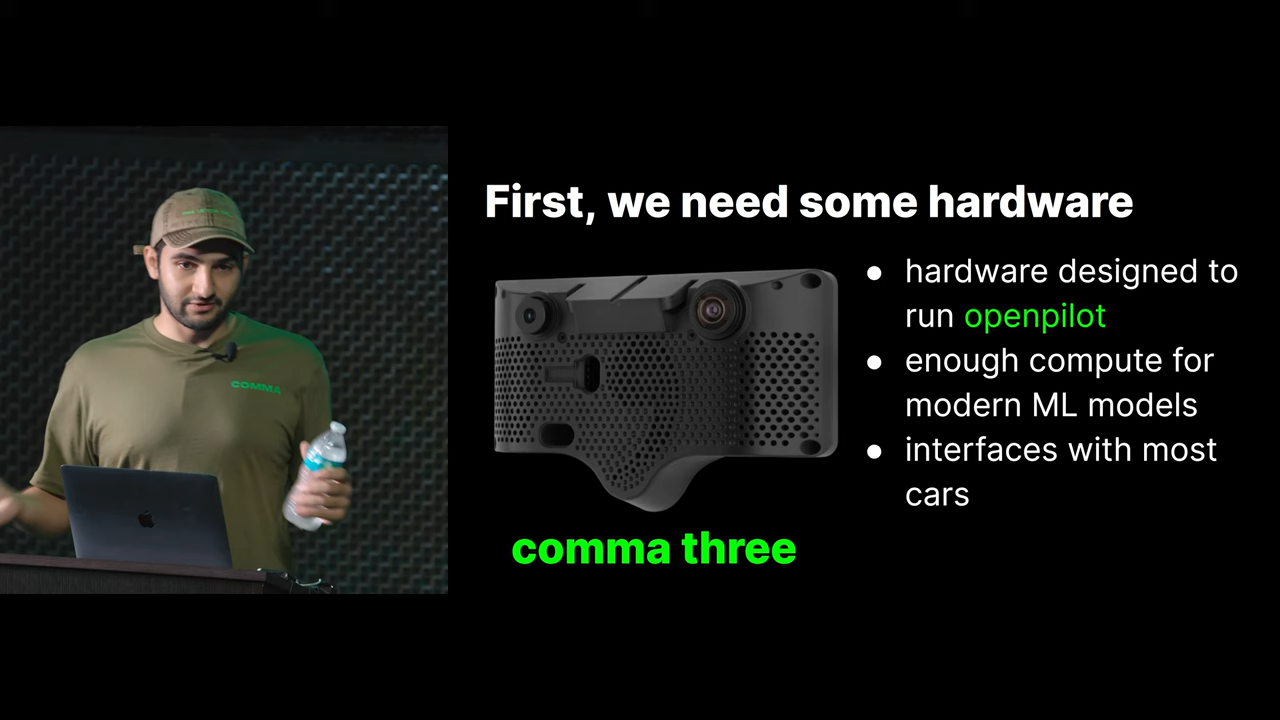 COMMA
First, we need some hardware
● hardware designed to
run openpilot
● enough compute for
modern ML models
● interfaces with most
cars
comma three